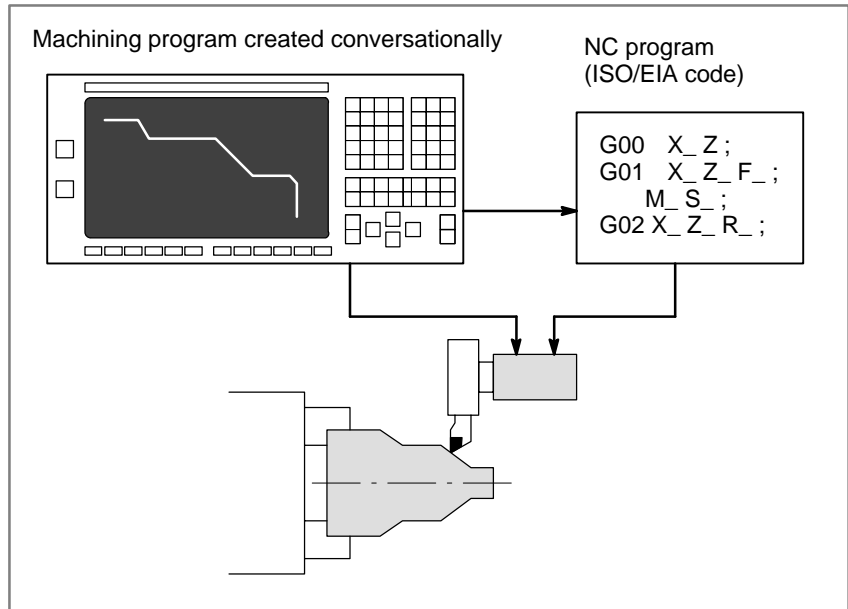 Machining program created conversationally
NC program
(ISO/EIA code)
G00 X_ Z ;
G01 X_ Z_ F_ ;
M_ S_ ;
G02 X_ Z_ R_ ;